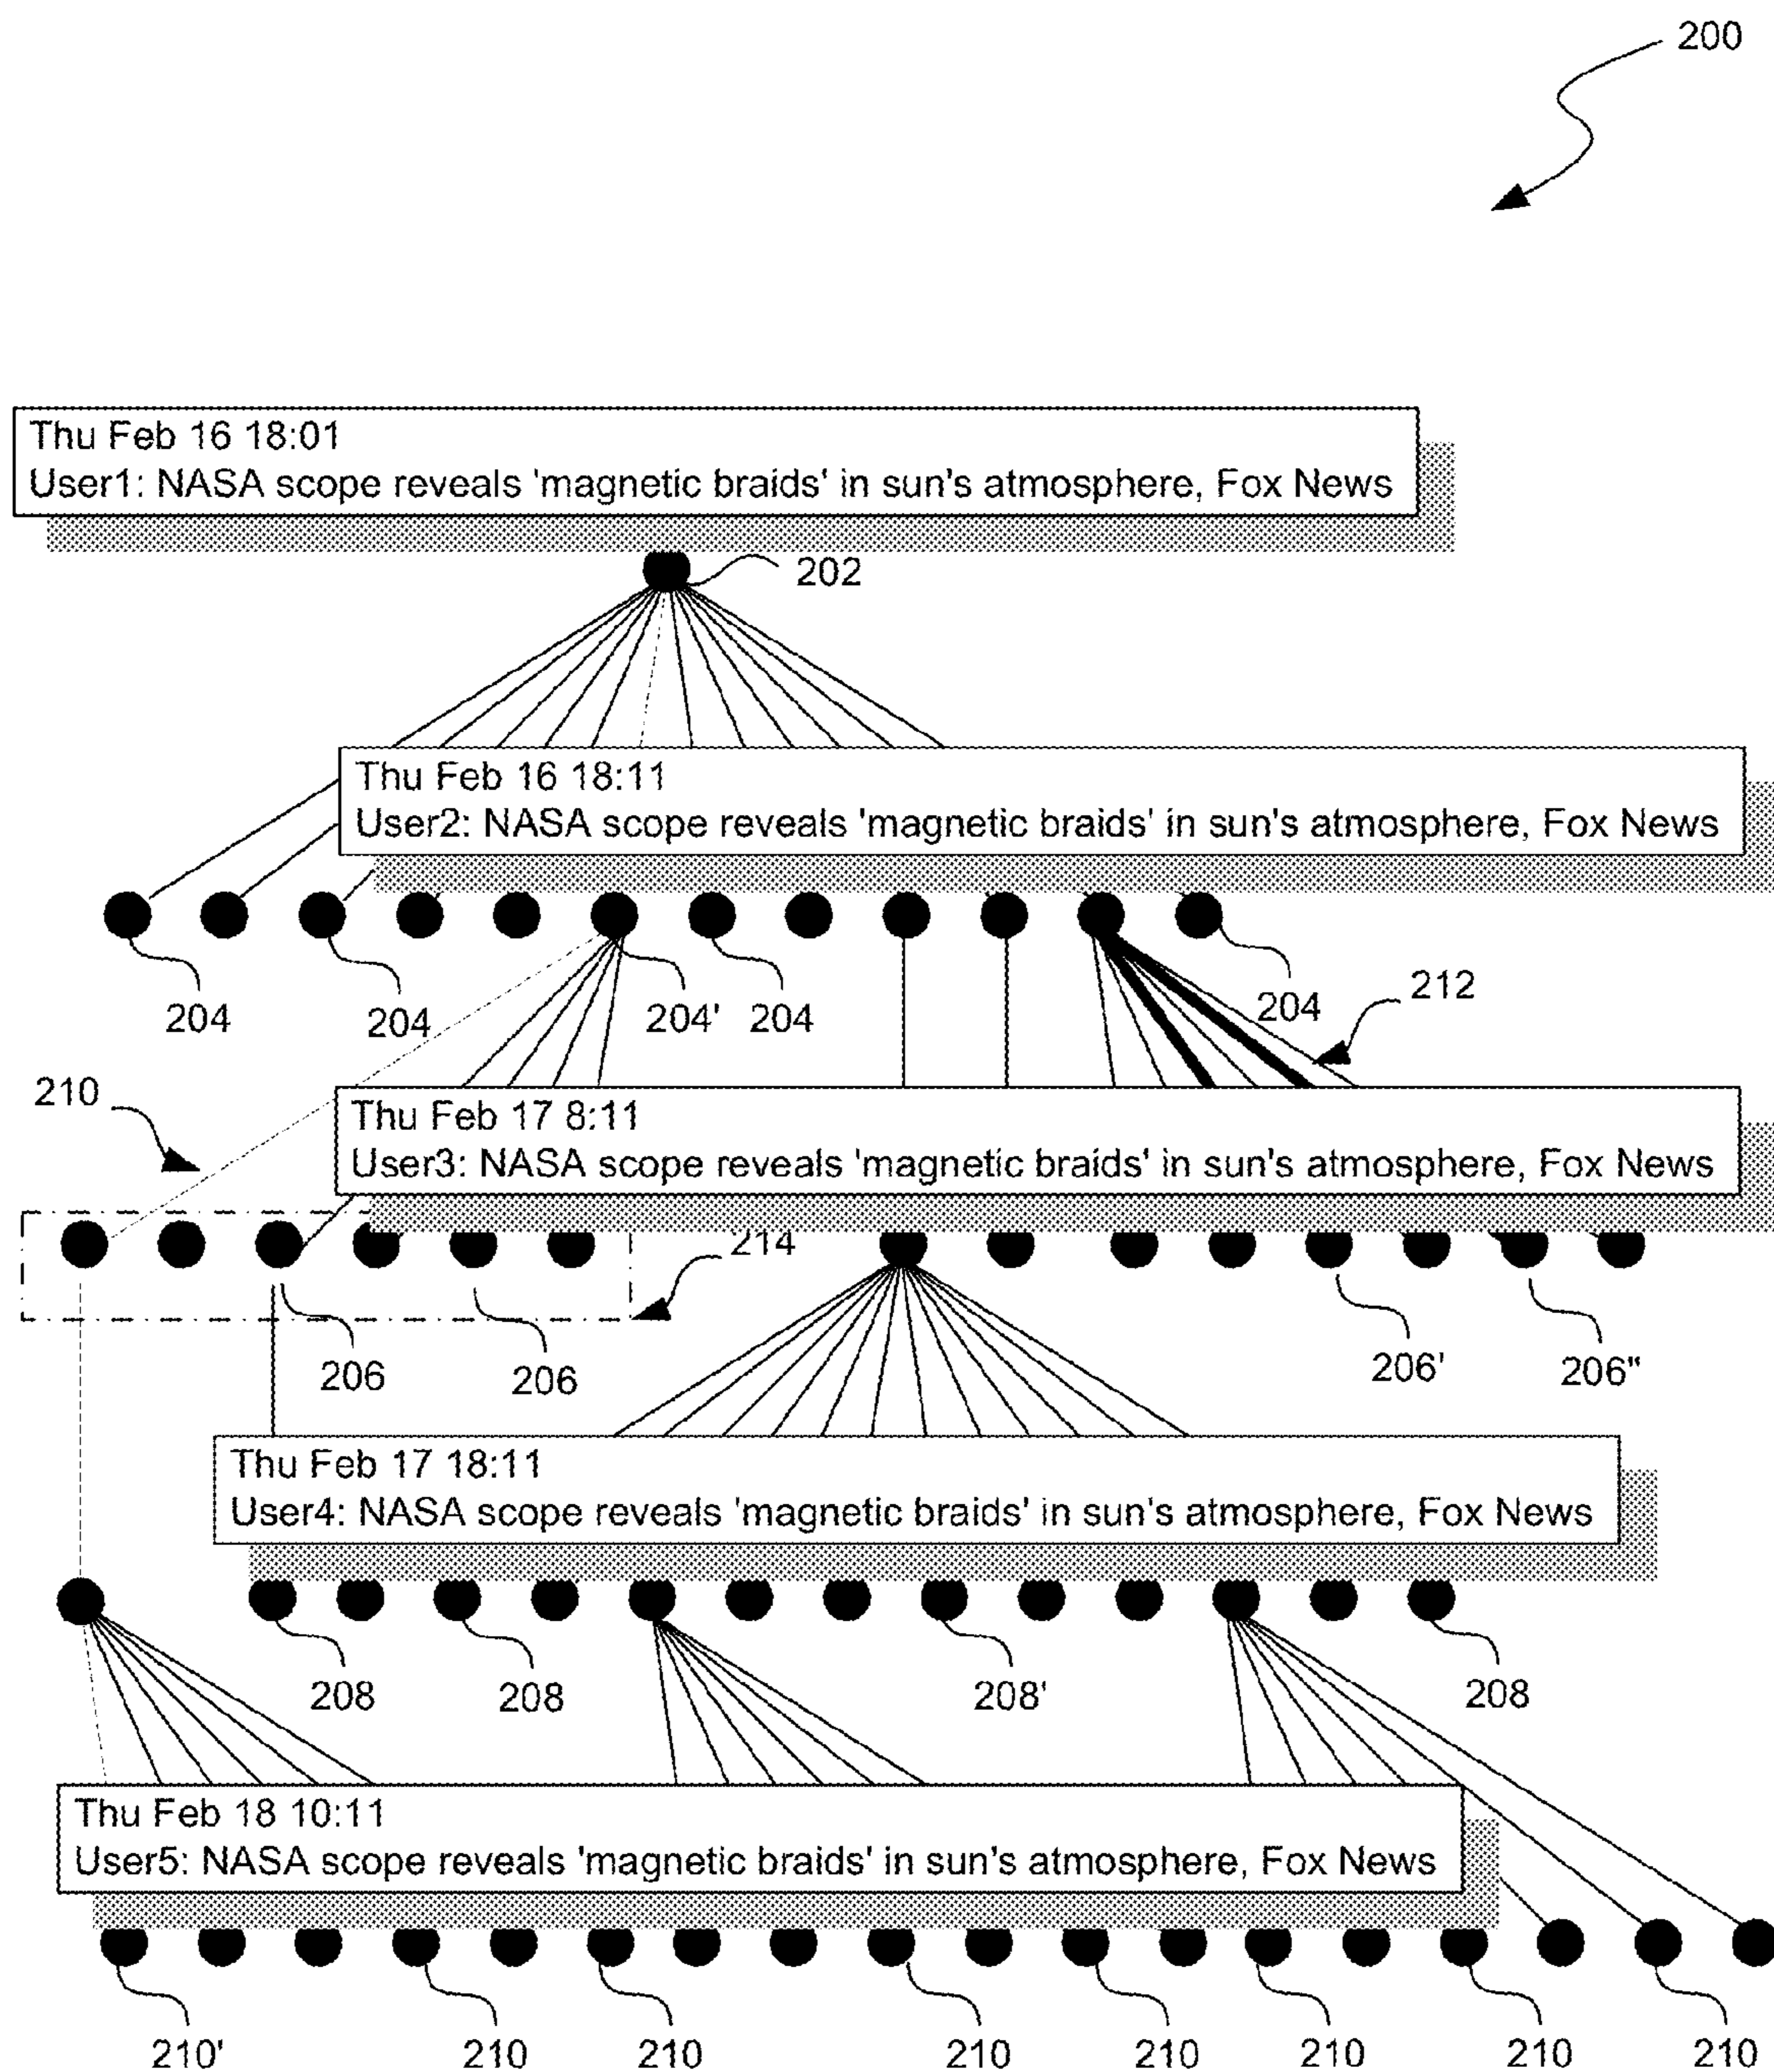 200
Thu Feb 16 18:01
User1: NASA scope reveals 'magnetic braids' in sun's atmosphere, Fox News
202
Thu Feb 16 18:11
User2: NASA scope reveals 'magnetic braids' in sun's atmosphere, Fox News
204
204
204'
204
204
212
210
Thu Feb 17 8:11
User3: NASA scope reveals 'magnetic braids' in sun's atmosphere, Fox News
214
206
206
206'
206"
Thu Feb 17 18:11
User4: NASA scope reveals 'magnetic braids' in sun's atmosphere, Fox News
208
208
208'
208
Thu Feb 18 10:11
User5: NASA scope reveals 'magnetic braids' in sun's atmosphere, Fox News
210'
210
210
210
210
210
210
210